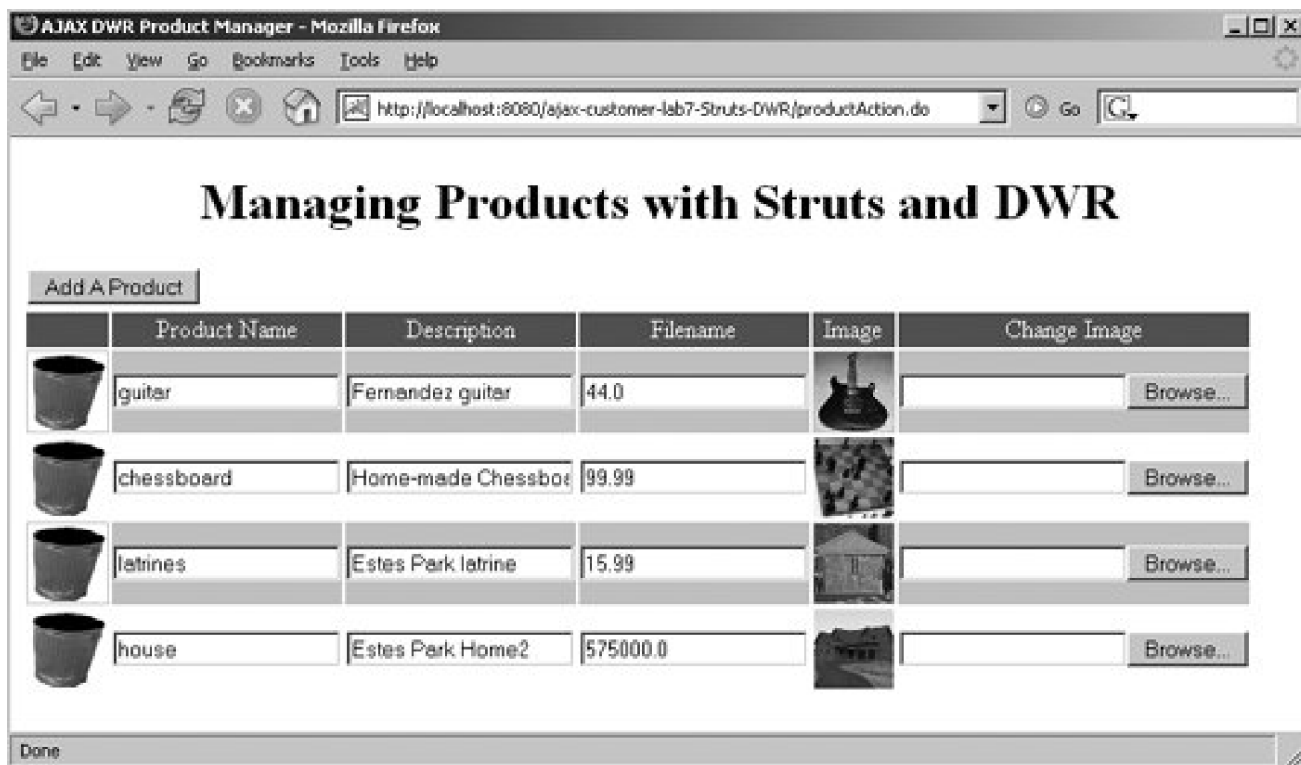 AJAX DWR Product Manager - Mozilla Firefox
File Edit View Go Bookmarks Tools Help
http://localhost:8080/ajax-customer-lab7-Struts-DWR/productAction.do Go G
Managing Products with Struts and DWR
Add A Product
Product Name Description Filename Image Change Image
guitar Fernandez guitar 44.0 Browse...
chessboard Home-made Chessboa 99.99 Browse...
latrines Estes Park latrine 15.99 Browse...
house Estes Park Home2 575000.0 Browse...
Done